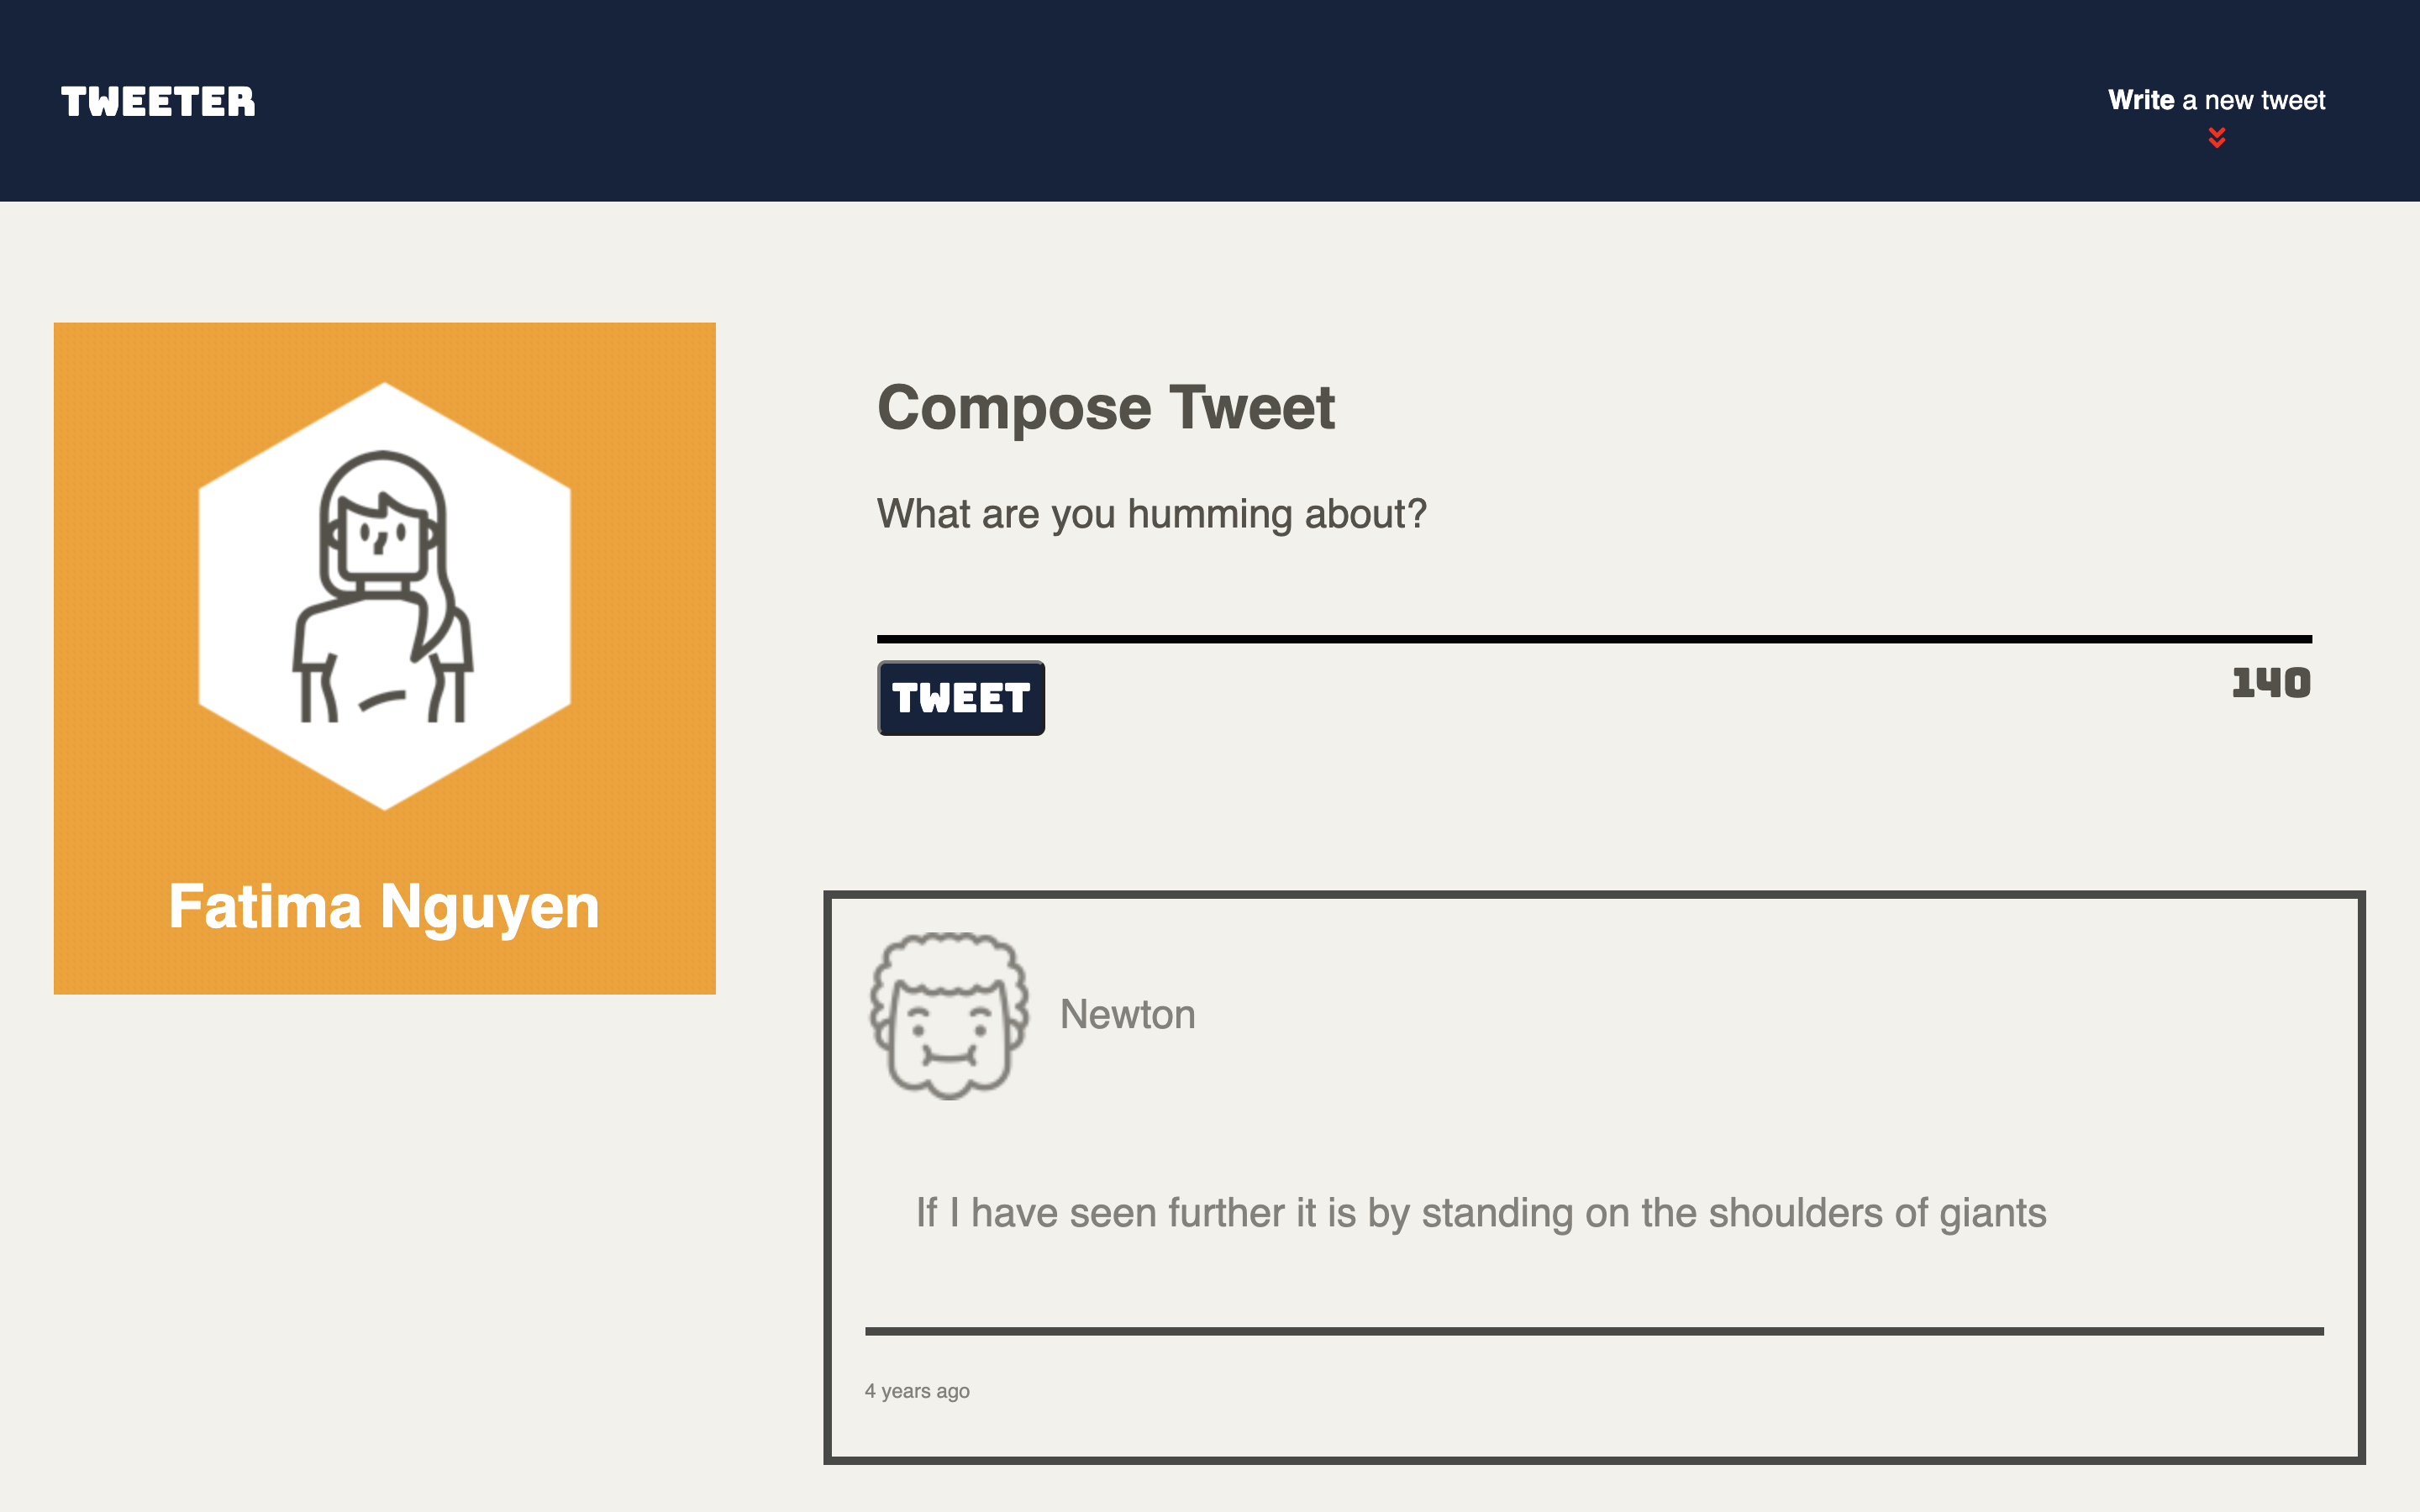 TWEETER
Write a new tweet
Fatima Nguyen
Compose Tweet
What are you humming about?
TWEET
140
Newton
If I have seen further it is by standing on the shoulders of giants
4 years ago